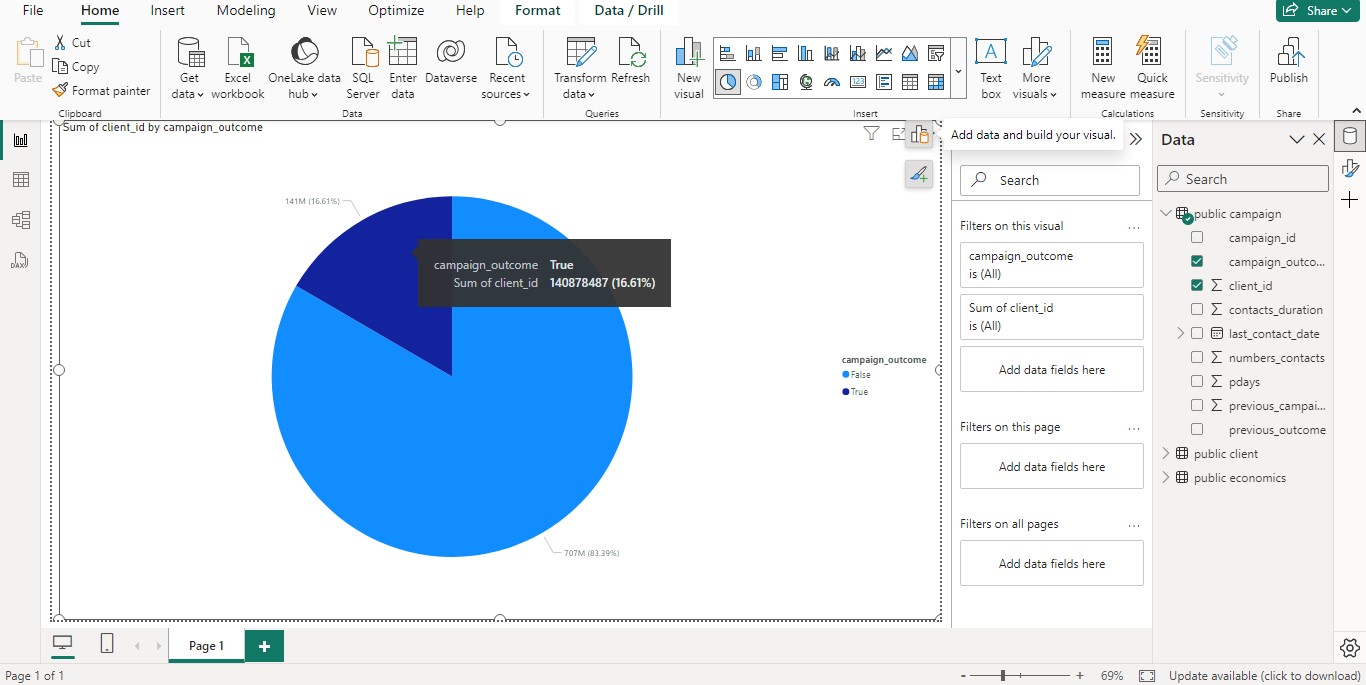 File Home Insert Modeling View Optimize Help Format Data / Drill Share
Paste
Cut
Copy
Format painter
Clipboard
Get data
Excel workbook
OneLake data hub
SQL Server
Enter data
Dataverse
Recent sources
Data
Transform data
Refresh
Queries
New visual
123
A
Text box
More visuals
Insert
New measure
Quick measure
Calculations
Sensitivity
Sensitivity
Publish
Share
DAX
Sum of client_id by campaign_outcome
141M (16.61%)
campaign_outcome True
Sum of client_id 140878487 (16.61%)
707M (83.39%)
campaign_outcome
False
True
Add data and build your visual.
Search
Filters on this visual
campaign_outcome
is (All)
Sum of client_id
is (All)
Add data fields here
Filters on this page
Add data fields here
Filters on all pages
Add data fields here
Data
Search
public campaign
campaign_id
campaign_outco...
client_id
contacts_duration
last_contact_date
numbers_contacts
pdays
previous_campai...
previous_outcome
public client
public economics
Page 1
Page 1 of 1
69%
Update available (click to download)